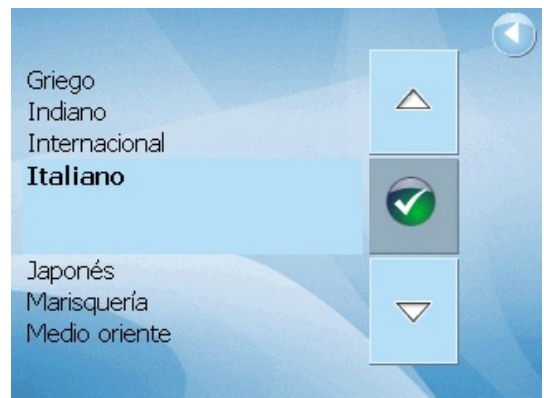 Griego
Indiano
Internacional
Italiano
Japonés
Marisquería
Medio oriente